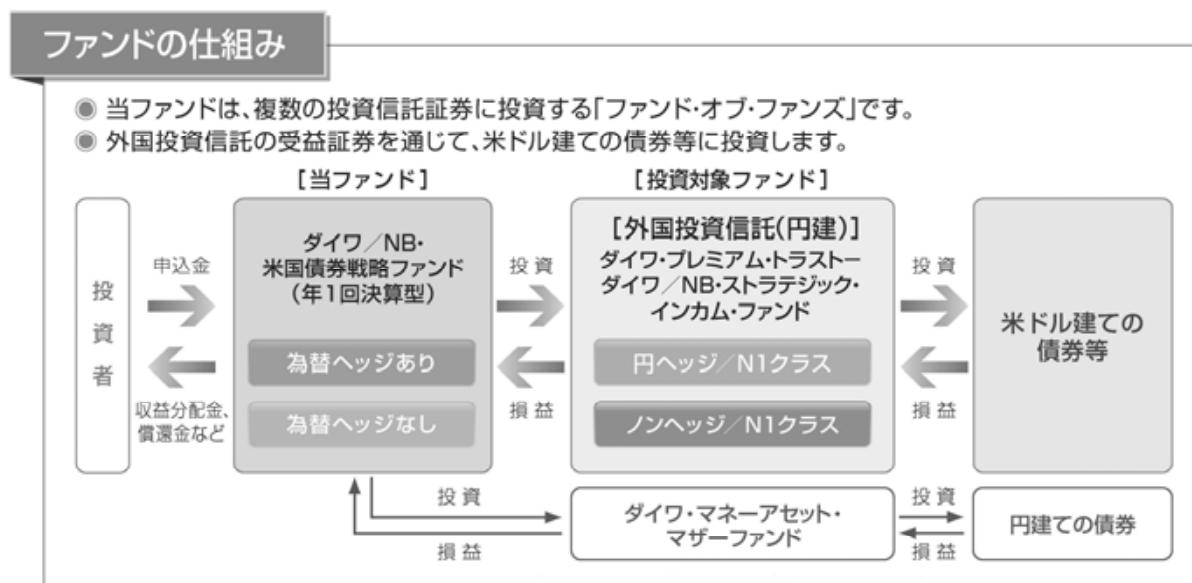 ファンドの仕組み
◉ 当ファンドは、複数の投資信託証券に投資する「ファンド・オブ・ファンズ」です。
◉ 外国投資信託の受益証券を通じて、米ドル建ての債券等に投資します。
[当ファンド]
[投資対象ファンド]
投資者
申込金
収益分配金、
償還金など
ダイワ／NB・
米国債券戦略ファンド
（年1回決算型）
為替ヘッジあり
為替ヘッジなし
投資
損益
[外国投資信託(円建)]
ダイワ・プレミアム・トラストー
ダイワ／NB・ストラテジック・
インカム・ファンド
円ヘッジ／N1クラス
ノンヘッジ／N1クラス
投資
損益
米ドル建ての
債券等
投資
損益
ダイワ・マネーアセット・
マザーファンド
投資
損益
円建ての債券